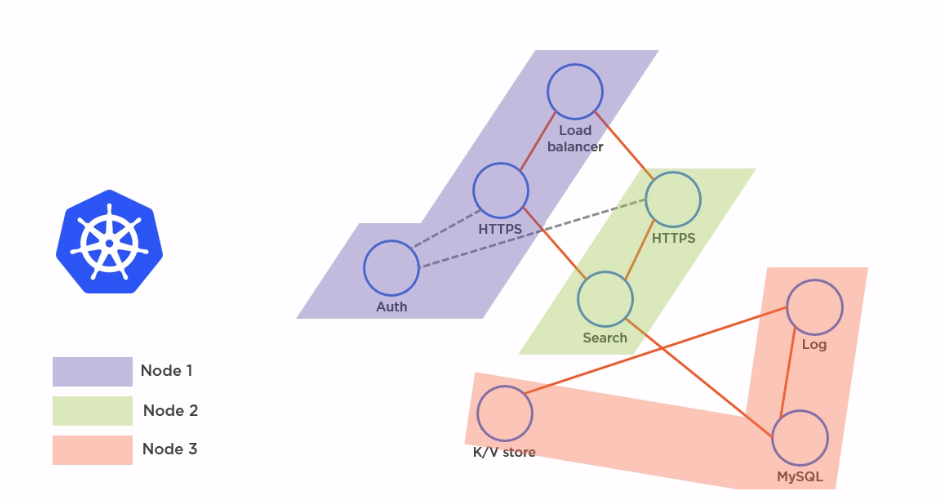 Load
balancer
HTTPS
HTTPS
Auth
Search
Log
K/V store
MySQL
Node 1
Node 2
Node 3